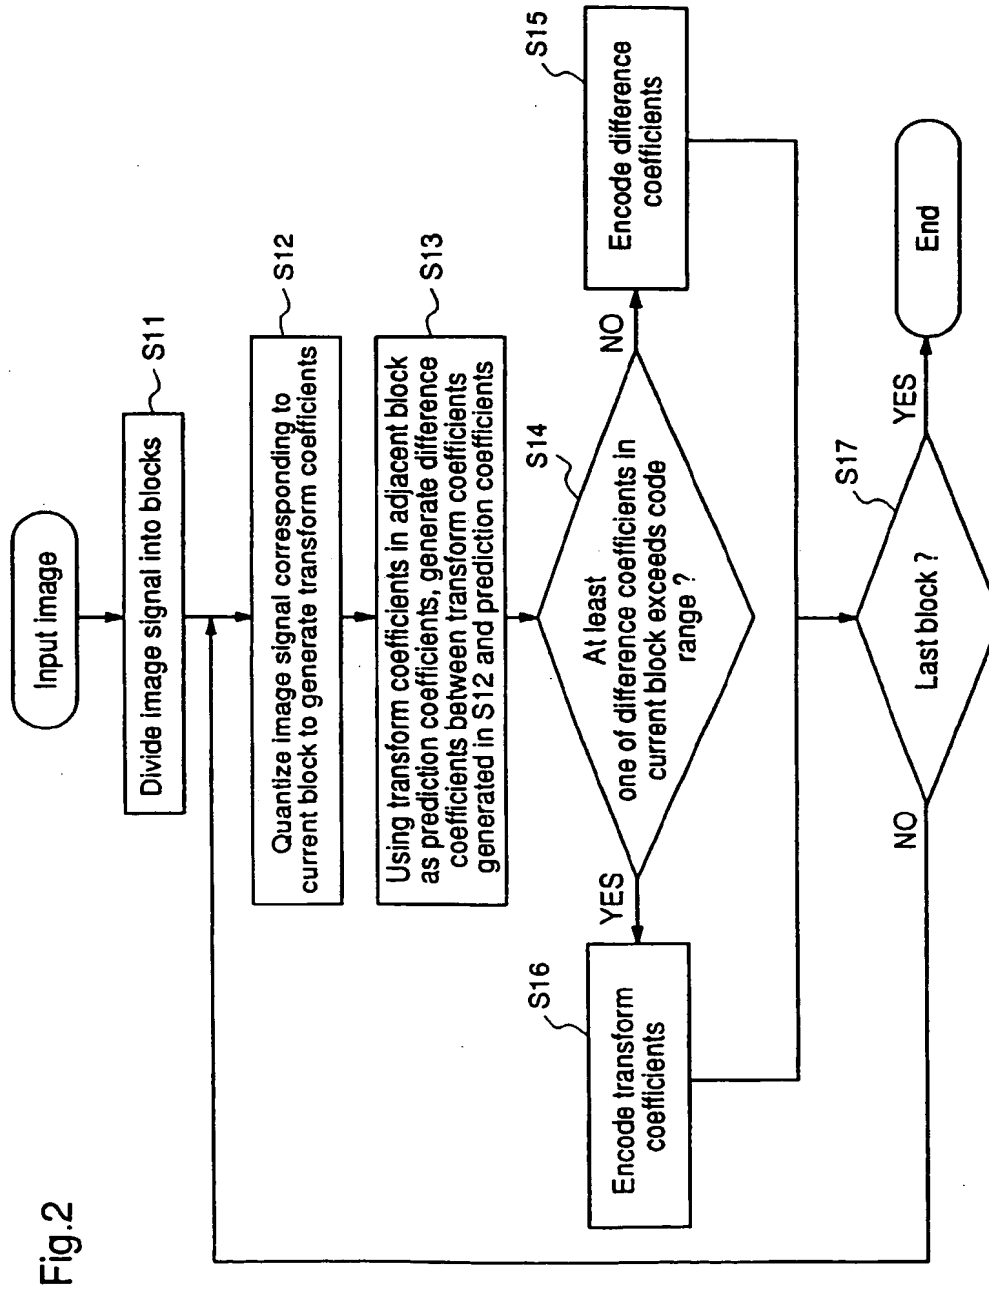 Fig.2
Input image
Divide image signal into blocks
S11
Quantize image signal corresponding to
current block to generate transform coefficients
S12
Using transform coefficients in adjacent block
as prediction coefficients, generate difference
coefficients between transform coefficients
generated in S12 and prediction coefficients
S13
At least
one of difference coefficients in
current block exceeds code
range ?
S14
YES
NO
Encode transform
coefficients
S16
Encode difference
coefficients
S15
Last block ?
S17
NO
YES
End